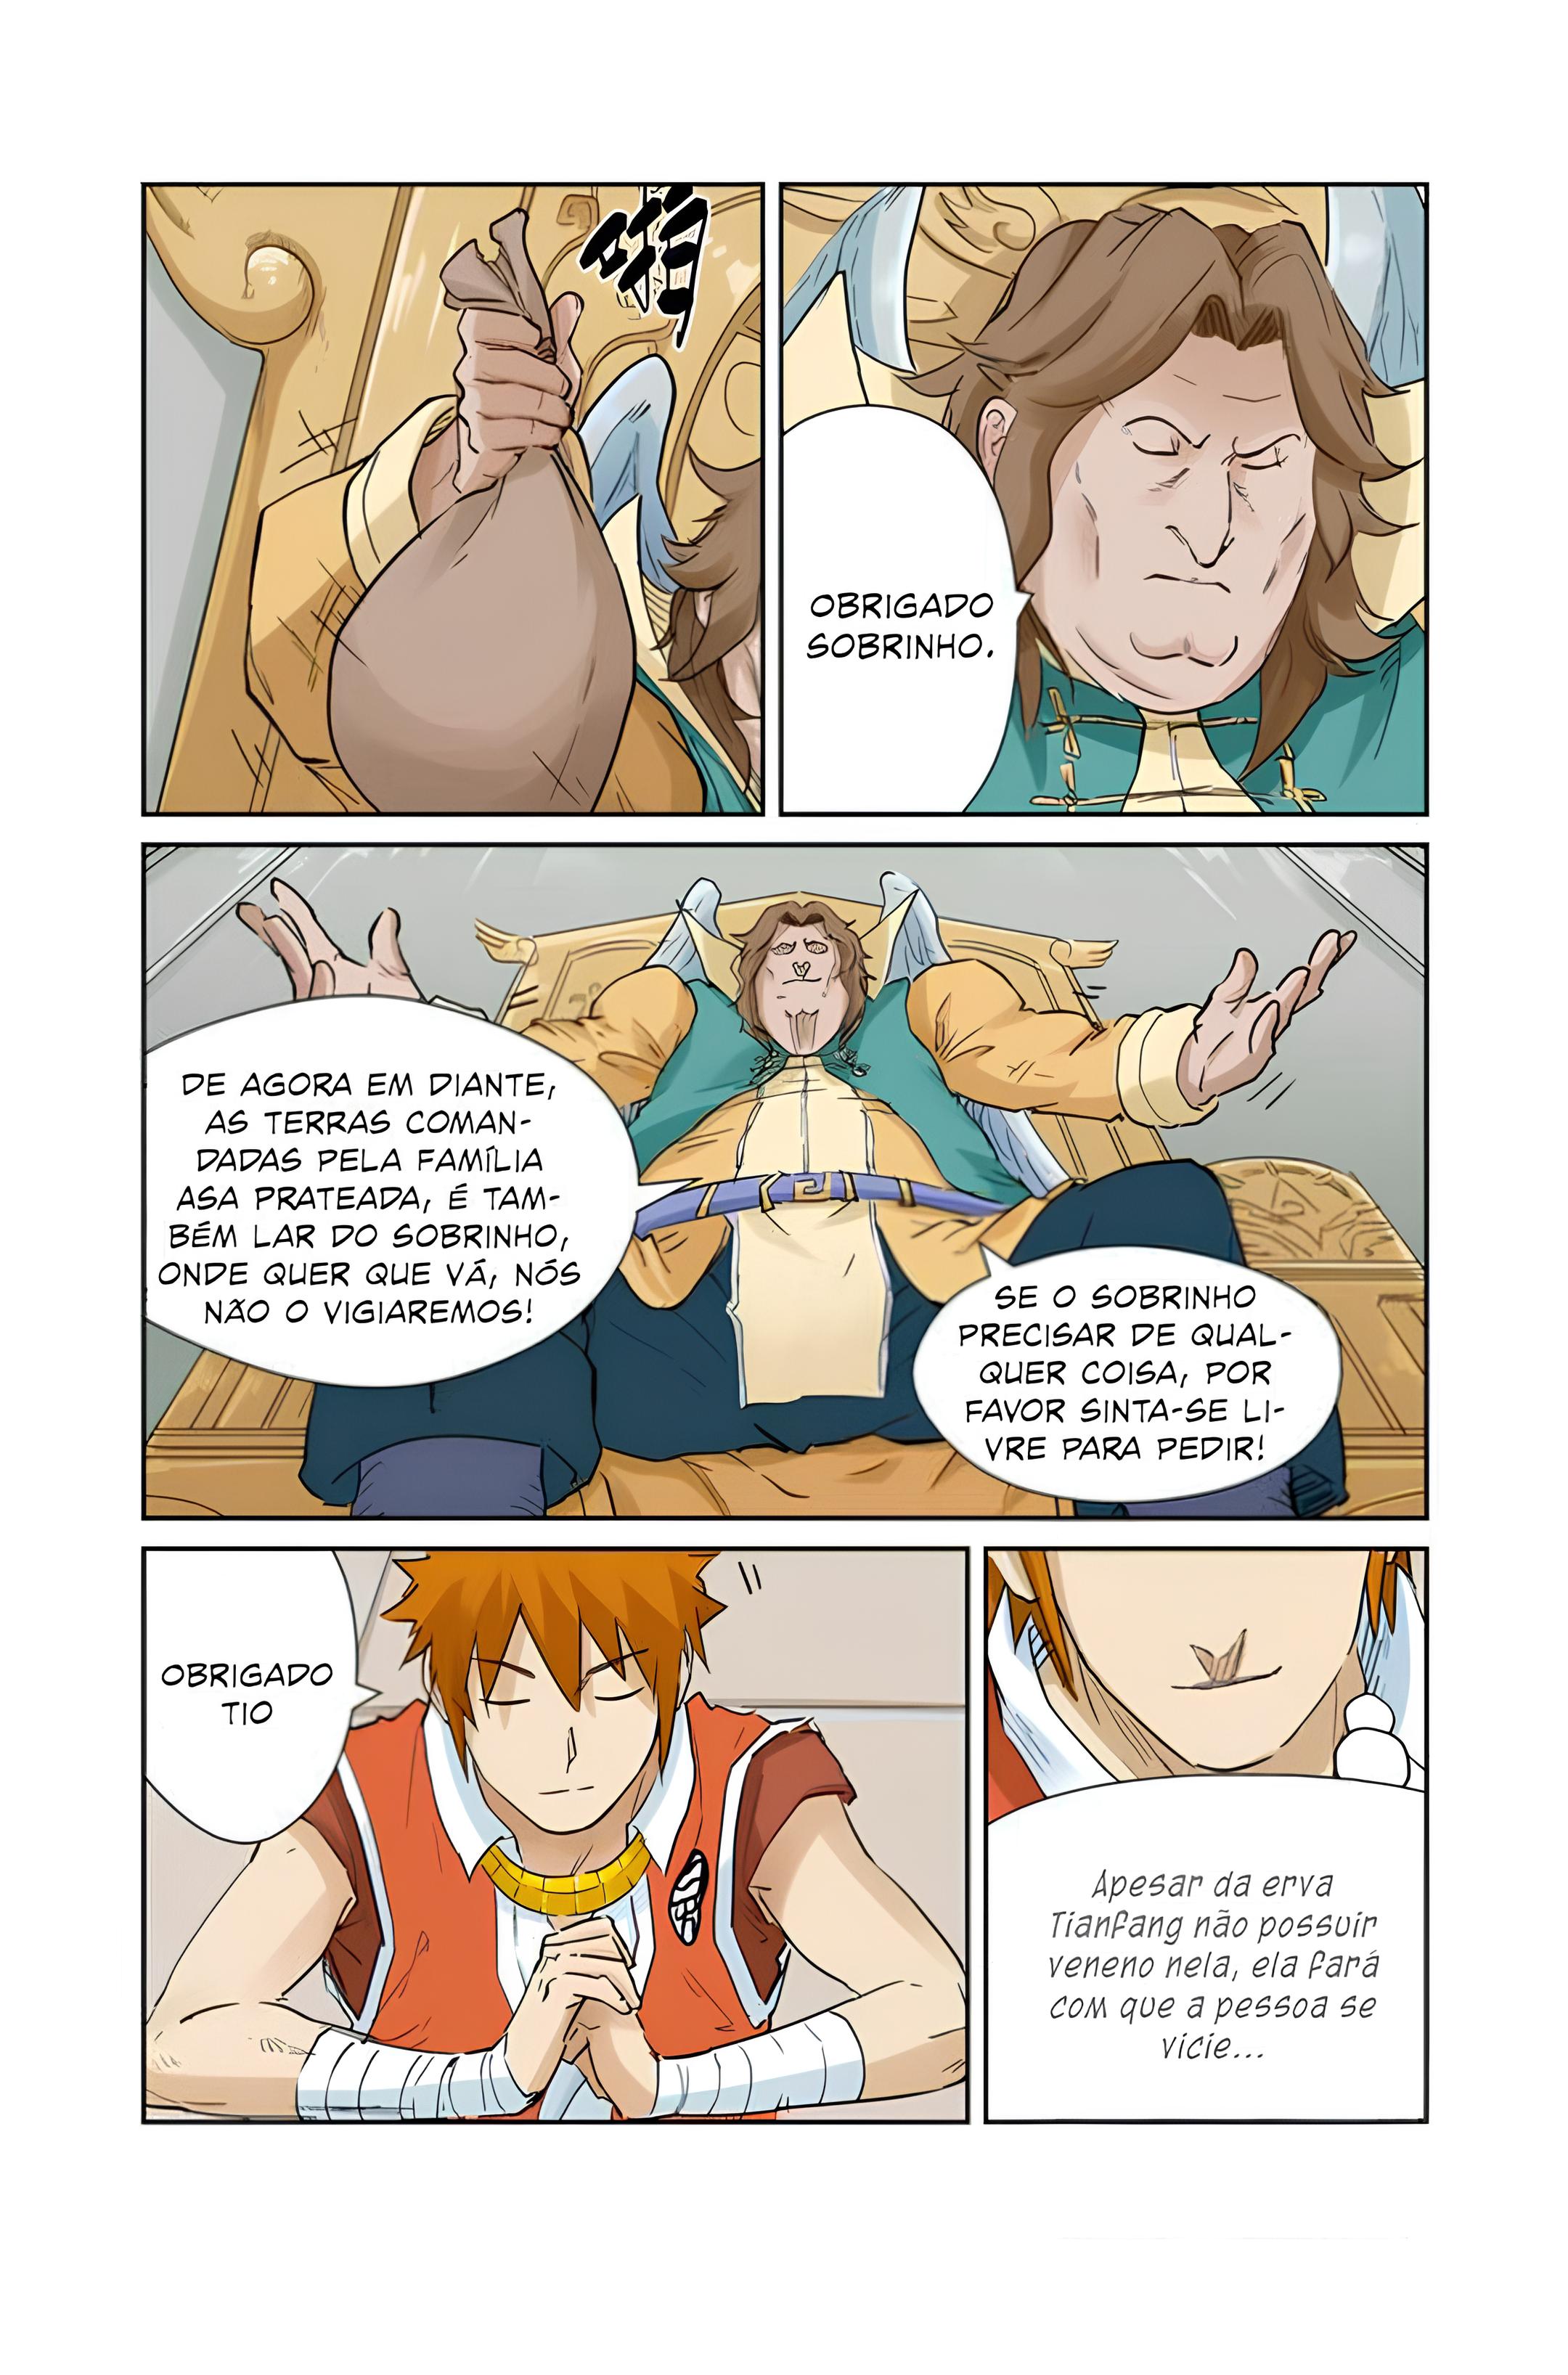 OBRIGADO
SOBRINHO.
DE AGORA EM DIANTE,
AS TERRAS COMAN-
DADAS PELA FAMÍLIA
ASA PRATEADA, É TAM-
BÉM LAR DO SOBRINHO,
ONDE QUER QUE VÁ, NÓS
NÃO O VIGIAREMOS!
SE O SOBRINHO
PRECISAR DE QUAL-
QUER COISA, POR
FAVOR SINTA-SE LI-
VRE PARA PEDIR!
OBRIGADO
TIO
Apesar da erva
Tianfang não possuir
veneno nela, ela fará
com que a pessoa se
vicie...